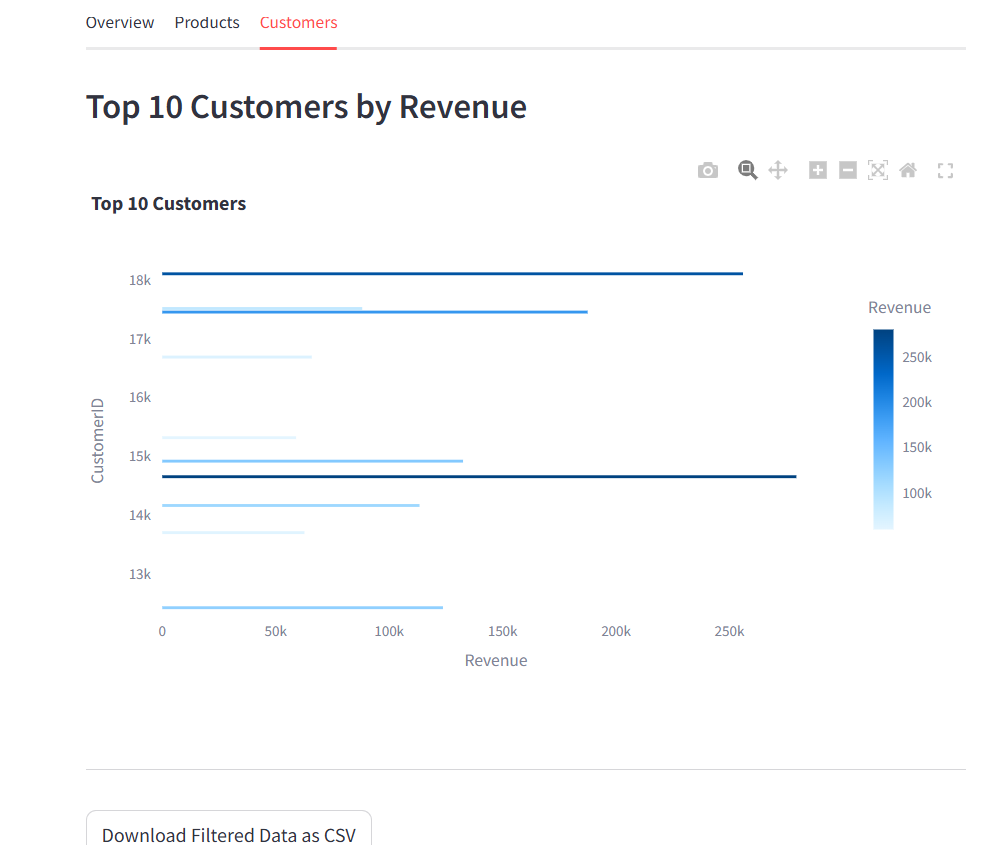 Overview Products Customers
Top 10 Customers by Revenue
Top 10 Customers
18k
17k
16k
15k
14k
13k
CustomerID
0 50k 100k 150k 200k 250k
Revenue
Revenue
250k
200k
150k
100k
Download Filtered Data as CSV